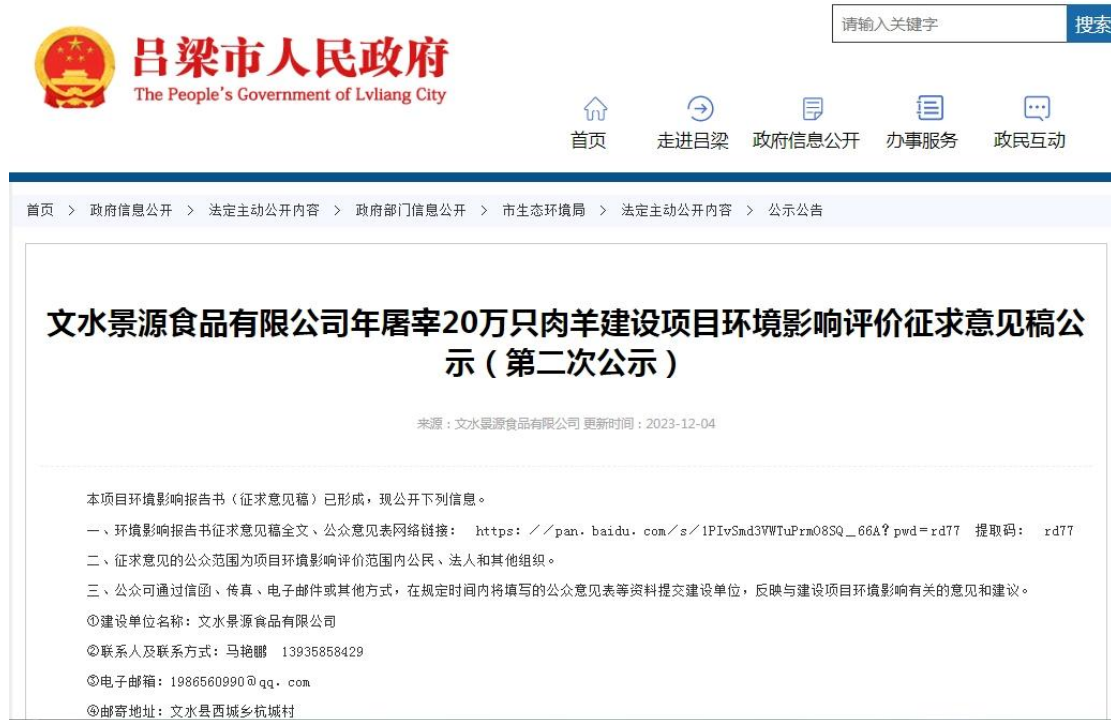 请输入关键字
搜索
吕梁市人民政府
The People's Government of Lvliang City
首页
走进吕梁
政府信息公开
办事服务
政民互动
首页 > 政府信息公开 > 法定主动公开内容 > 政府部门信息公开 > 市生态环境局 > 法定主动公开内容 > 公示公告
文水景源食品有限公司年屠宰20万只肉羊建设项目环境影响评价征求意见稿公
示（第二次公示）
来源：文水景源食品有限公司 更新时间：2023-12-04
本项目环境影响报告书（征求意见稿）已形成，现公开下列信息。
一、环境影响报告书征求意见稿全文、公众意见表网络链接： https://pan.baidu.com/s/1PIvSmd3VWTuPrmO8SQ_66A?pwd=rd77 提取码： rd77
二、征求意见的公众范围为项目环境影响评价范围内公民、法人和其他组织。
三、公众可通过信函、传真、电子邮件或其他方式，在规定时间内将填写的公众意见表等资料提交建设单位，反映与建设项目环境影响有关的意见和建议。
①建设单位名称：文水景源食品有限公司
②联系人及联系方式：马艳鹏 13935858429
③电子邮箱：1986560990@qq.com
④邮寄地址：文水县西城乡杭城村